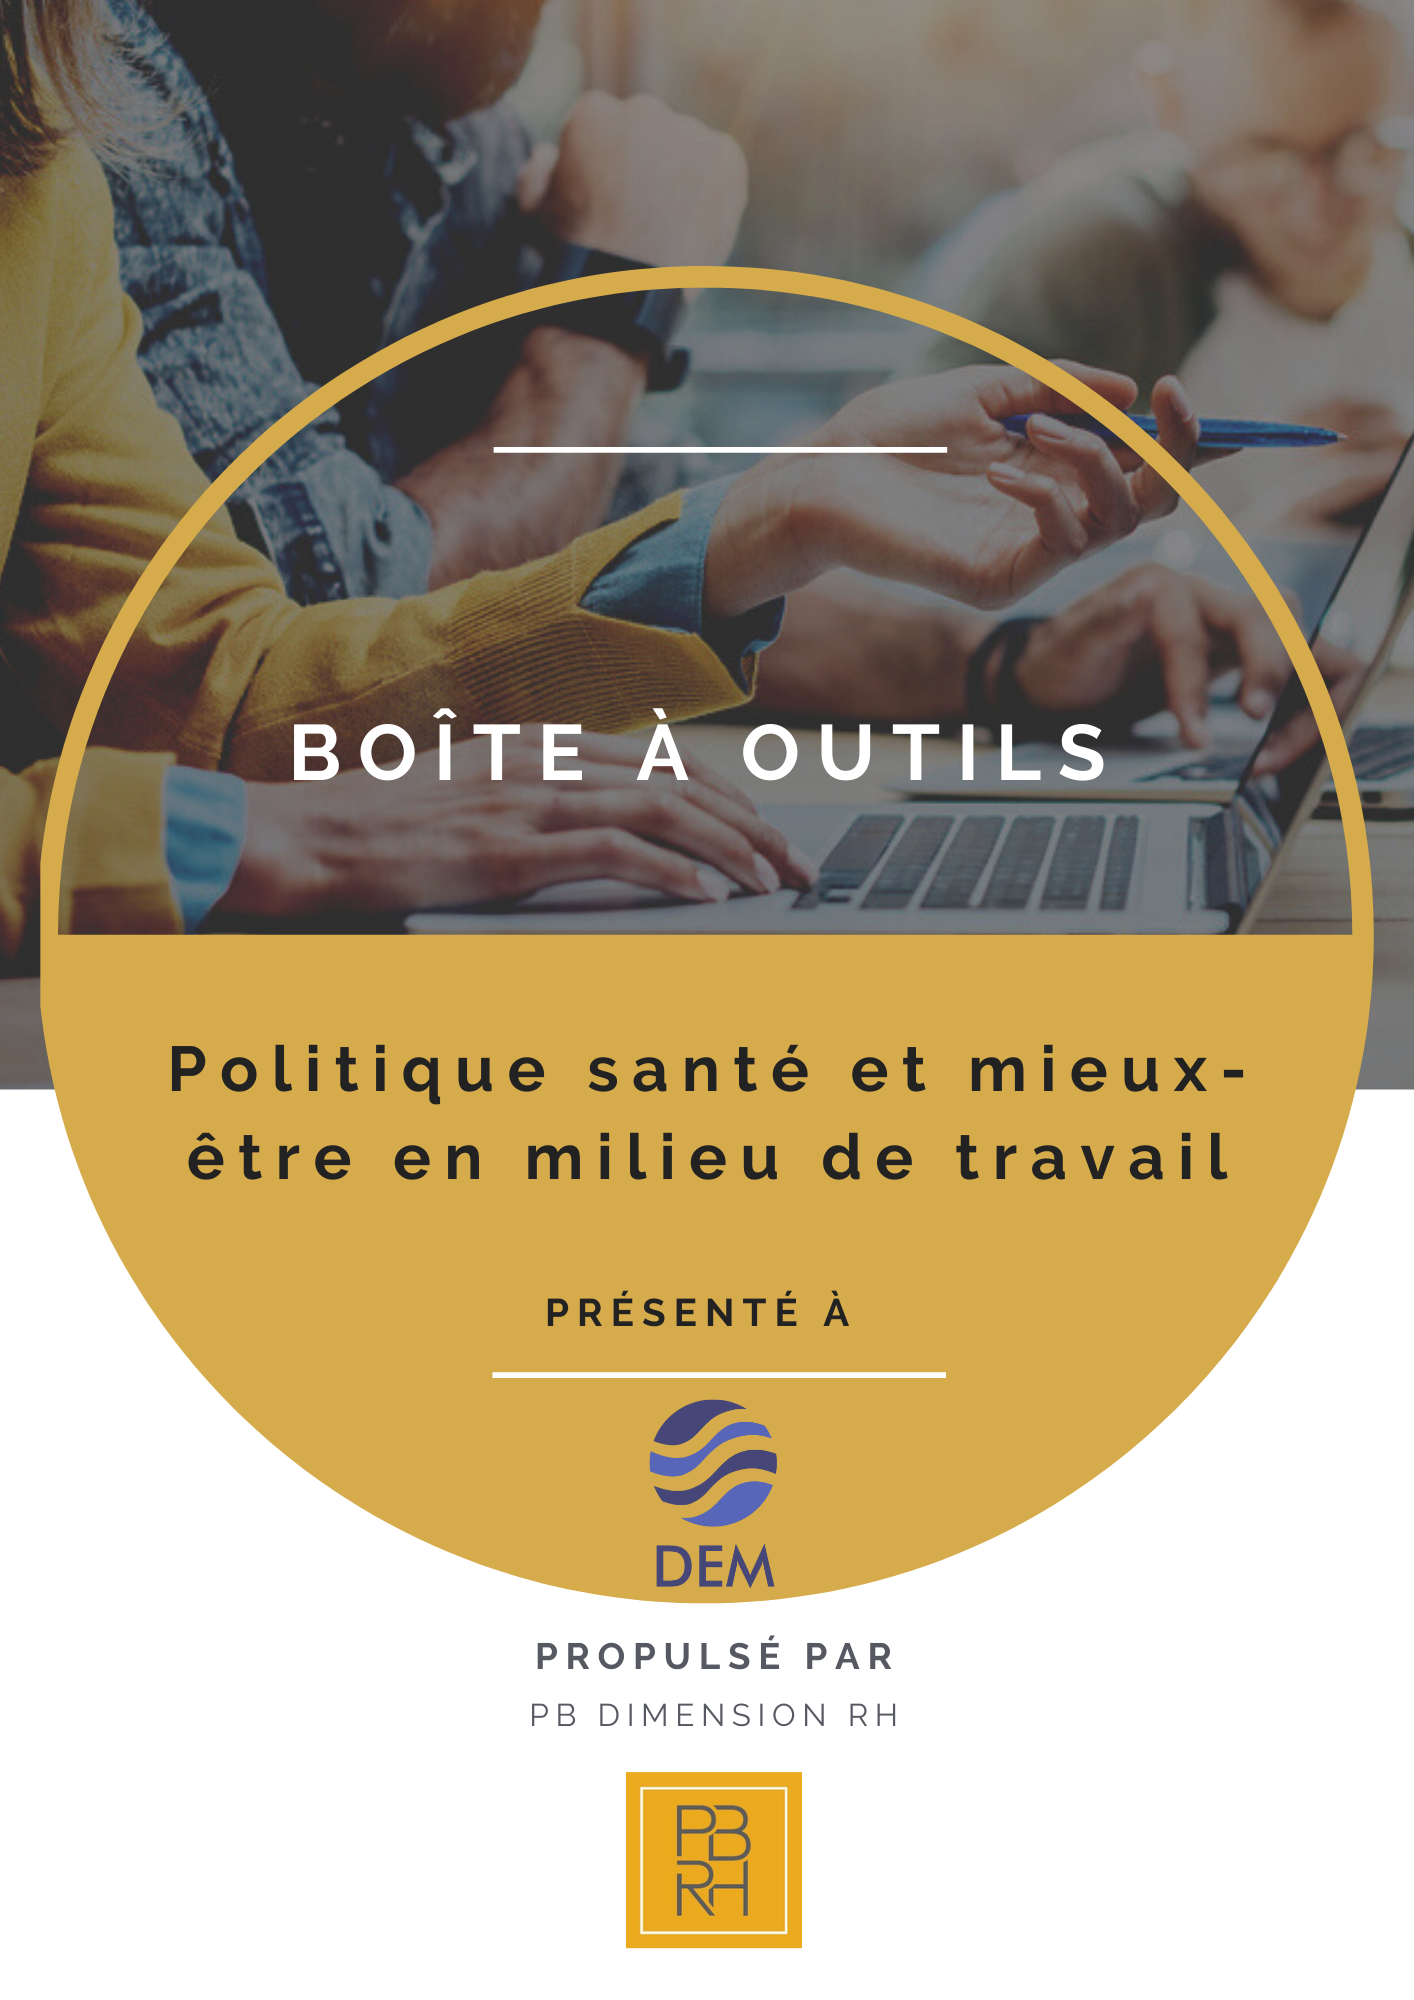 BOÎTE À OUTILS
Politique santé et mieux-
être en milieu de travail
PRÉSENTÉ À
DEM
PROPULSÉ PAR
PB DIMENSION RH
PB
RH